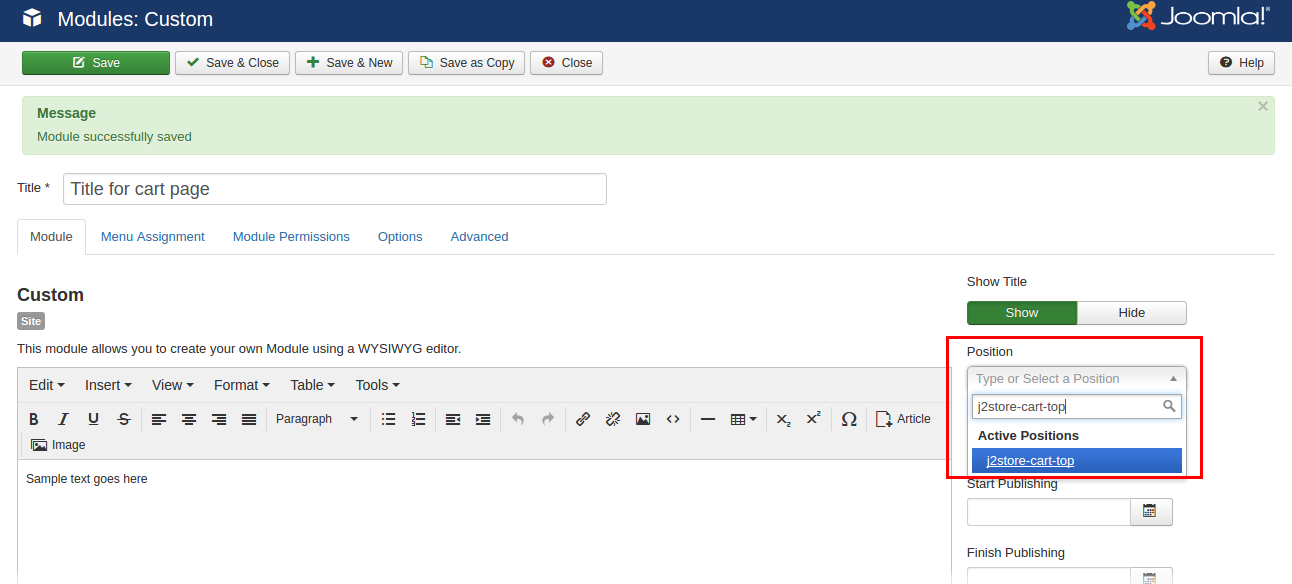 Modules: Custom
Joomla!®
Save
Save & Close
Save & New
Save as Copy
Close
Help
Message
×
Module successfully saved
Title *
Title for cart page
Module
Menu Assignment
Module Permissions
Options
Advanced
Show Title
Custom
Show
Hide
Site
This module allows you to create your own Module using a WYSIWYG editor.
Position
Edit
Insert
View
Format
Table
Tools
Type or Select a Position
j2store-cart-top
B I U S
Paragraph
x₂ x² Ω
Article
Active Positions
Image
j2store-cart-top
Sample text goes here
Start Publishing
Finish Publishing